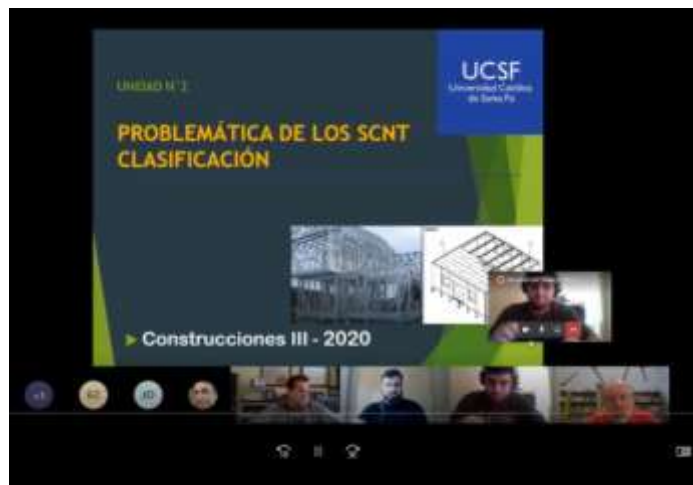 UNIDAD N°2
UCSF
Universidad Católica
de Santa Fe
PROBLEMÁTICA DE LOS SCNT
CLASIFICACIÓN
Construcciones III - 2020